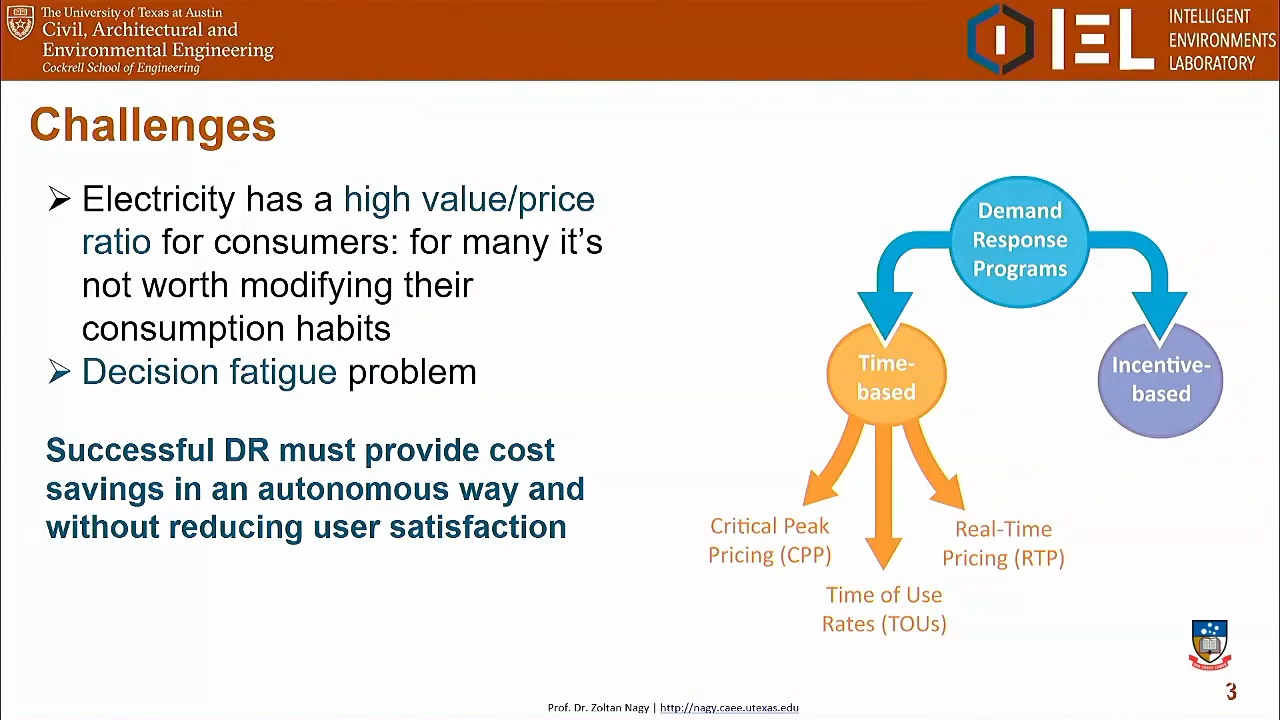 The University of Texas at Austin
Civil, Architectural and
Environmental Engineering
Cockrell School of Engineering
I
IEL
INTELLIGENT
ENVIRONMENTS
LABORATORY
Challenges
➢ Electricity has a high value/price
ratio for consumers: for many it’s
not worth modifying their
consumption habits
➢ Decision fatigue problem
Successful DR must provide cost
savings in an autonomous way and
without reducing user satisfaction
Demand
Response
Programs
Time-
based
Incentive-
based
Critical Peak
Pricing (CPP)
Time of Use
Rates (TOUs)
Real-Time
Pricing (RTP)
3
Prof. Dr. Zoltan Nagy | http://nagy.caee.utexas.edu